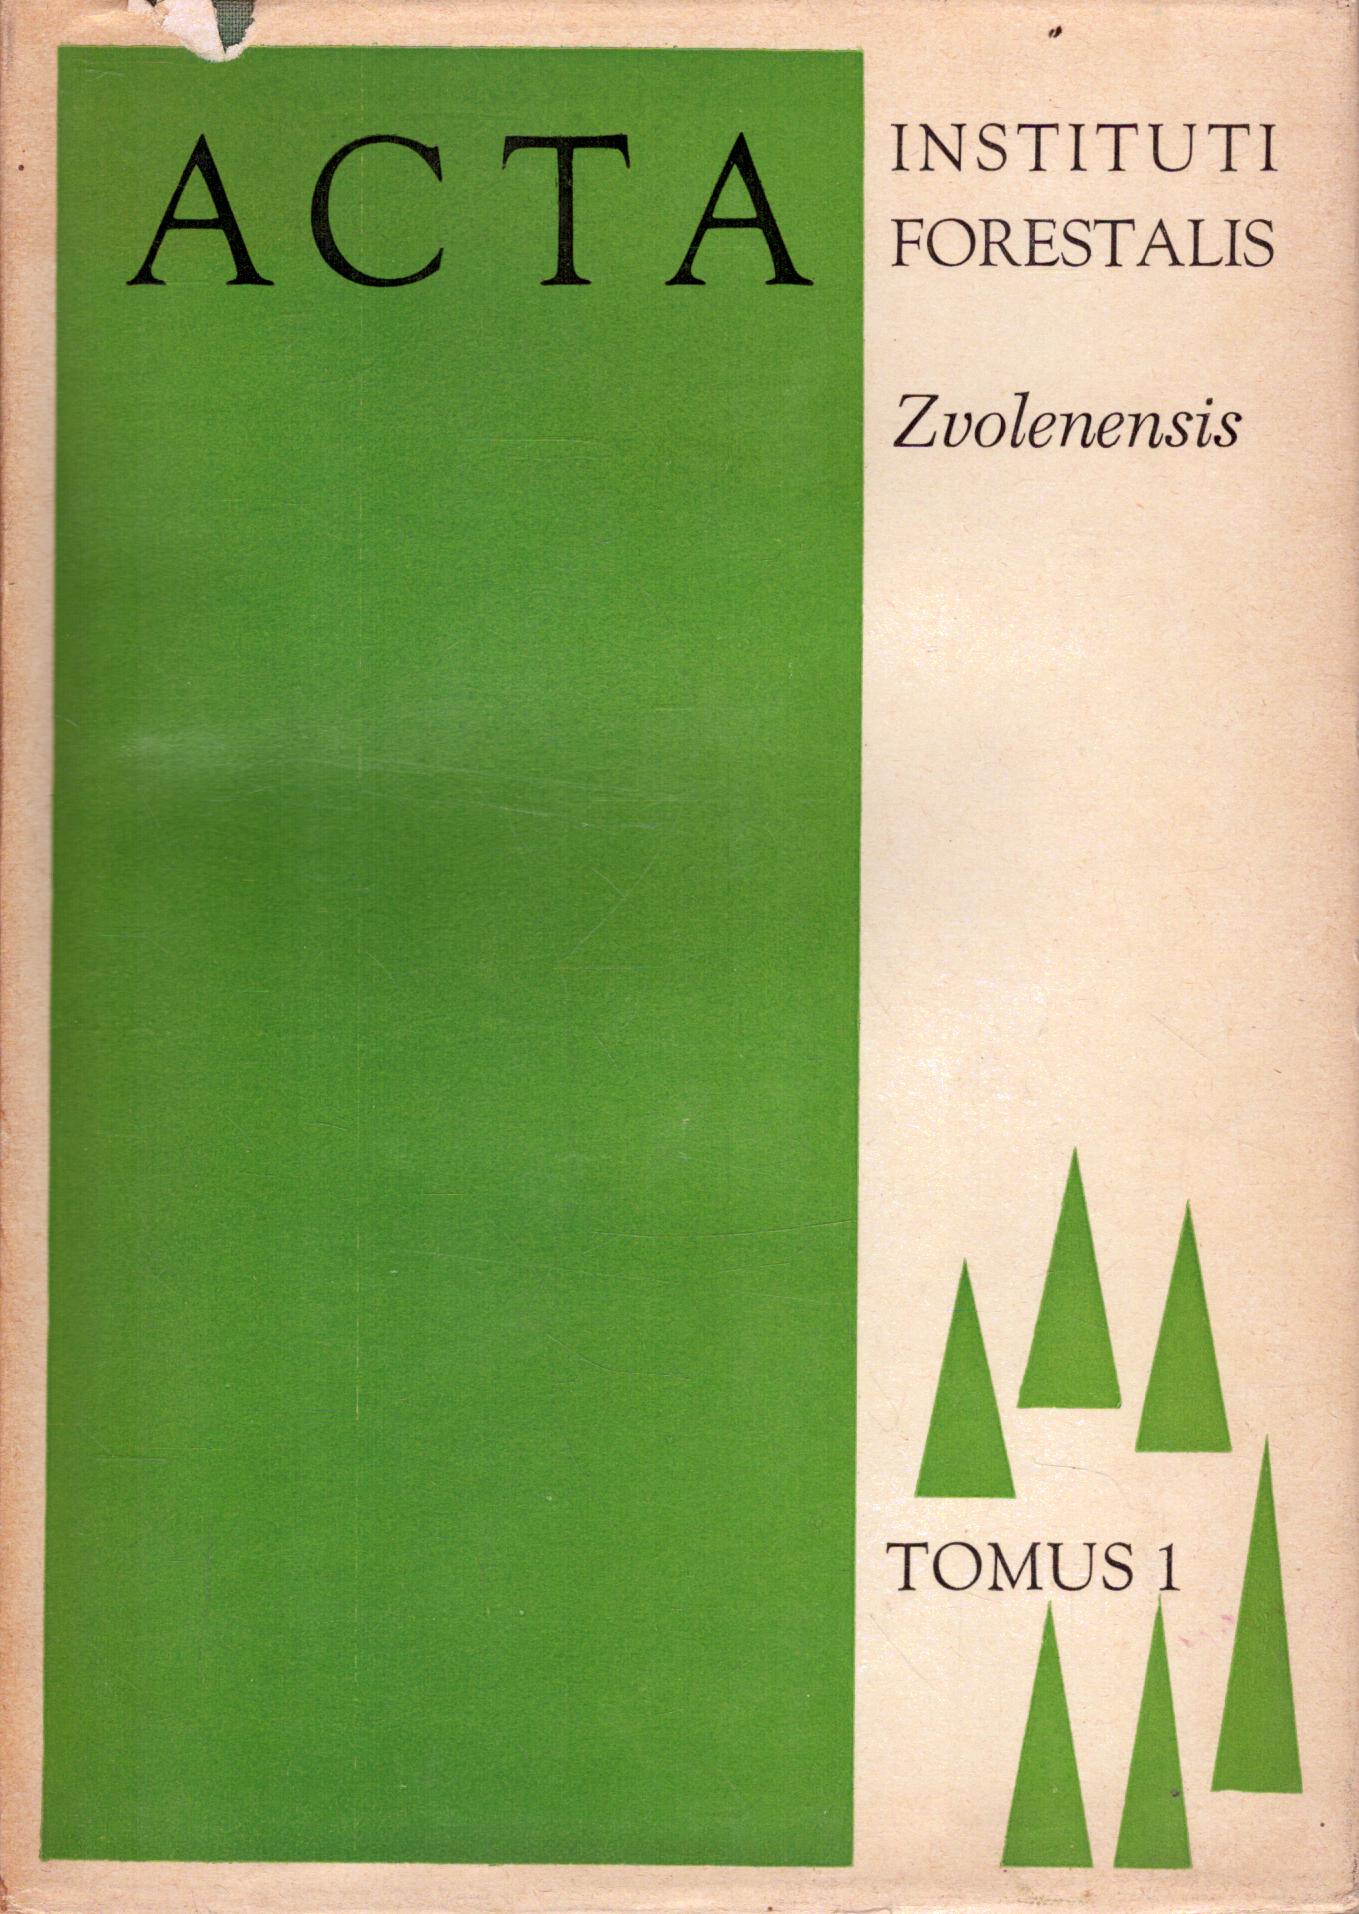 ACTA
INSTITUTI
FORESTALIS
Zvolenensis
TOMUS 1